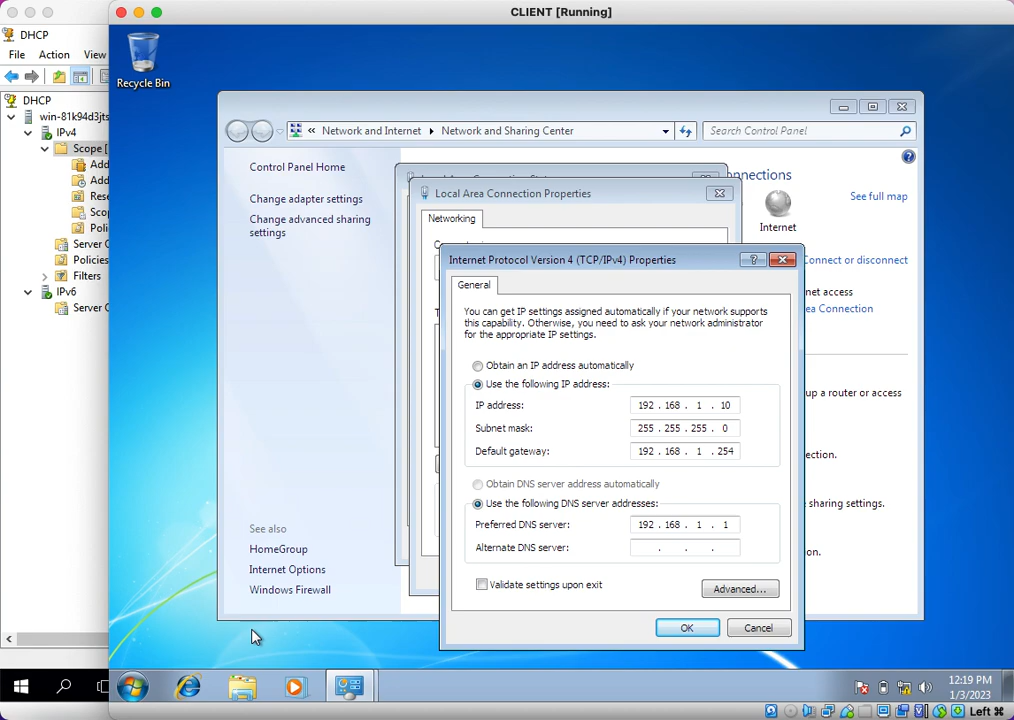 CLIENT [Running]
DHCP
File Action View
DHCP
win-81k94d3jts
IPv4
Scope [
Add
Add
Rese
Sco
Poli
Server O
Policies
Filters
IPv6
Server O
Recycle Bin
« Network and Internet Network and Sharing Center
Search Control Panel
Control Panel Home
Change adapter settings
Change advanced sharing
settings
See also
HomeGroup
Internet Options
Windows Firewall
nnections
See full map
Internet
Connect or disconnect
net access
ea Connection
up a router or access
ection.
sharing settings.
on.
Local Area Connection Properties
Networking
Internet Protocol Version 4 (TCP/IPv4) Properties
General
You can get IP settings assigned automatically if your network supports
this capability. Otherwise, you need to ask your network administrator
for the appropriate IP settings.
Obtain an IP address automatically
Use the following IP address:
IP address: 192 . 168 . 1 . 10
Subnet mask: 255 . 255 . 255 . 0
Default gateway: 192 . 168 . 1 . 254
Obtain DNS server address automatically
Use the following DNS server addresses:
Preferred DNS server: 192 . 168 . 1 . 1
Alternate DNS server: . . .
Validate settings upon exit
Advanced...
OK
Cancel
12:19 PM
1/3/2023
Left ⌘